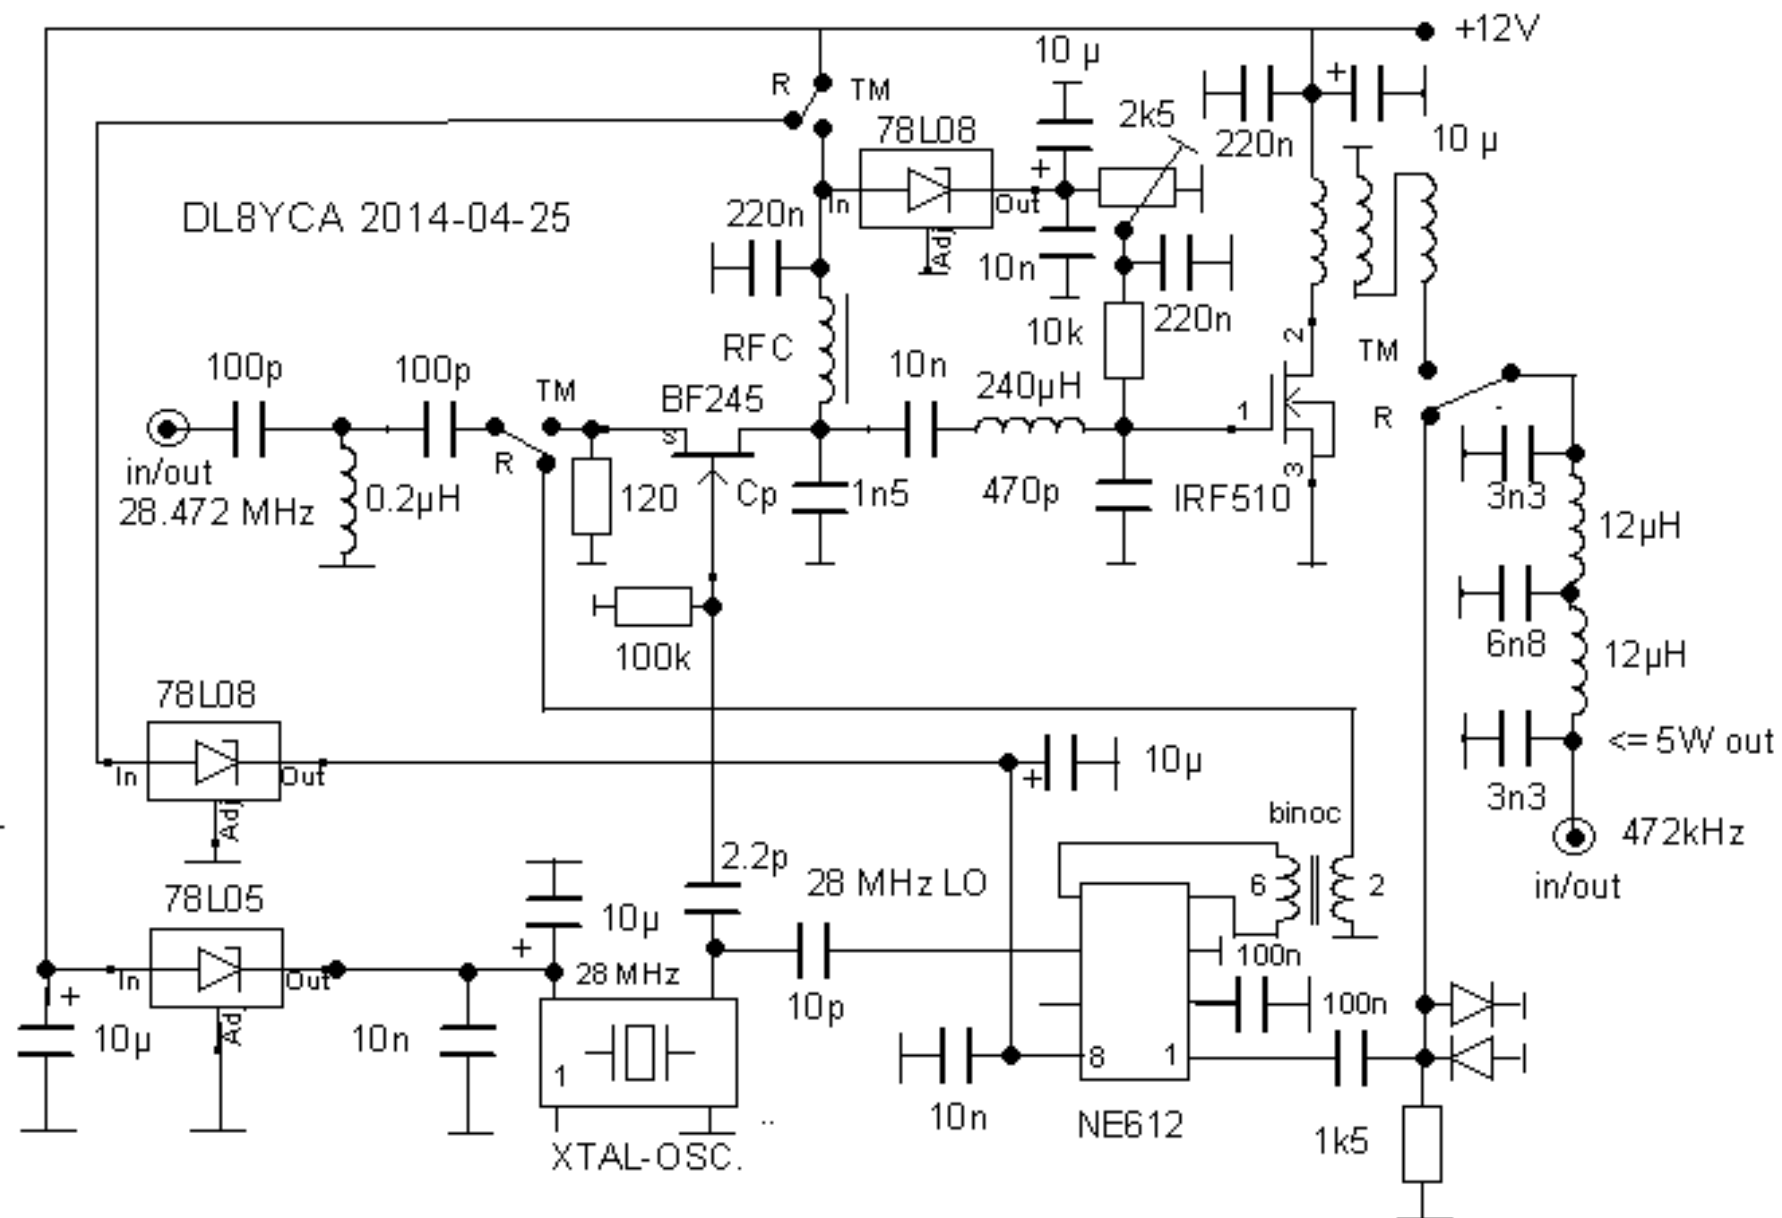 +12V
10 µ
R
TM
2k5
78L08
220n
+
10 µ
+
In
Out
Adj
DL8YCA 2014-04-25
220n
10n
220n
10k
RFC
2
TM
100p
100p
TM
BF245
10n
240µH
1
R
S
R
in/out
28.472 MHz
0.2µH
120
Cp
1n5
470p
IRF510
3
3n3
12µH
100k
6n8
12µH
78L08
In
Out
Adj
+
10µ
<= 5W out
3n3
binoc
472kHz
in/out
2.2p
28 MHz LO
6
2
78L05
10µ
+
100n
28 MHz
In
Out
Adj
+
10µ
10n
10p
100n
1
8
1
10n
NE612
1k5
XTAL-OSC.
..